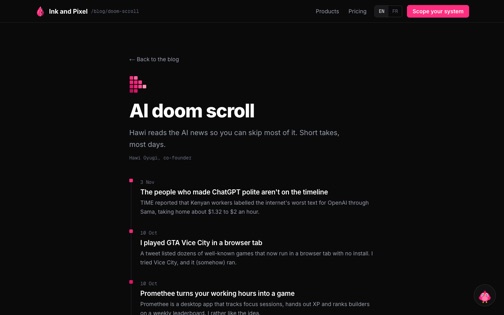 Ink and Pixel /blog/doom-scroll
Products Pricing EN FR Scope your system
<-- Back to the blog
AI doom scroll
Hawi reads the AI news so you can skip most of it. Short takes,
most days.
3 Nov
The people who made ChatGPT polite aren't on the timeline
TIME reported that Kenyan workers labelled the internet's worst text for OpenAI through
Sama, taking home about $1.32 to $2 an hour.
10 Oct
I played GTA Vice City in a browser tab
A tweet listed dozens of well-known games that now run in a browser with no install. I
tried Vice City, and it (somehow) ran.
10 Oct
Promethee turns your working hours into a game
Promethee is a desktop app that tracks focus sessions, hands out XP and ranks builders
on a weekly leaderboard. I rather like the idea.